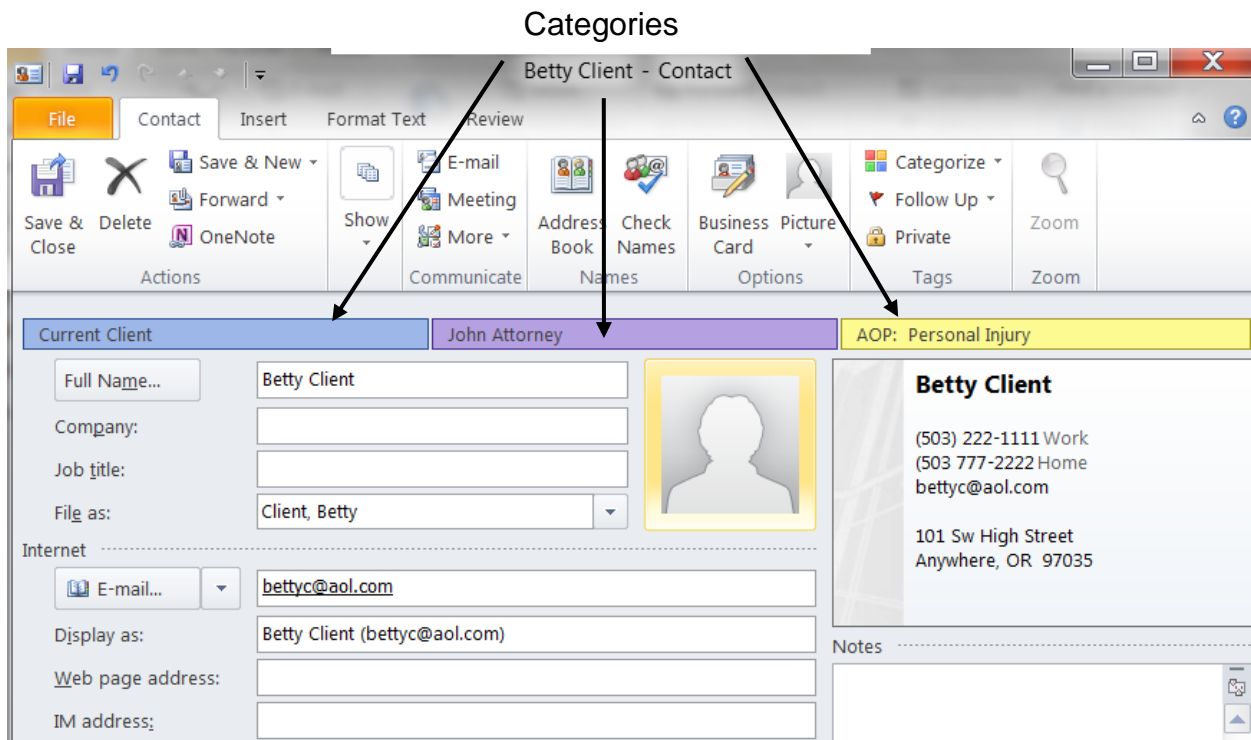 Categories
Betty Client - Contact
File Contact Insert Format Text Review
Save & Close
Delete
Save & New
Forward
OneNote
Actions
Show
E-mail
Meeting
More
Communicate
Address Book
Check Names
Names
Business Card
Picture
Options
Categorize
Follow Up
Private
Tags
Zoom
Zoom
Current Client John Attorney AOP: Personal Injury
Full Name... Betty Client
Company:
Job title:
File as: Client, Betty
Internet
E-mail... bettyc@aol.com
Display as: Betty Client (bettyc@aol.com)
Web page address:
IM address:
Betty Client
(503) 222-1111 Work
(503 777-2222 Home
bettyc@aol.com
101 Sw High Street
Anywhere, OR 97035
Notes